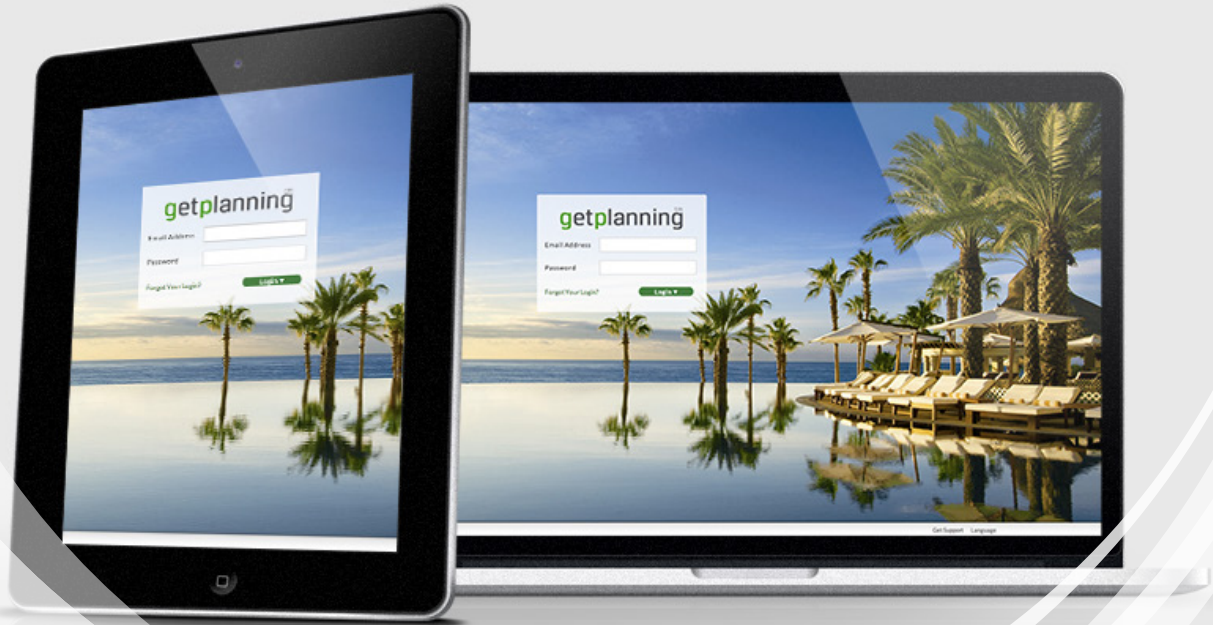 getplanning
Email Address
Password
Forgot Your Login?
Login ▼
getplanning
Email Address
Password
Forgot Your Login?
Login ▼
Get Support Language